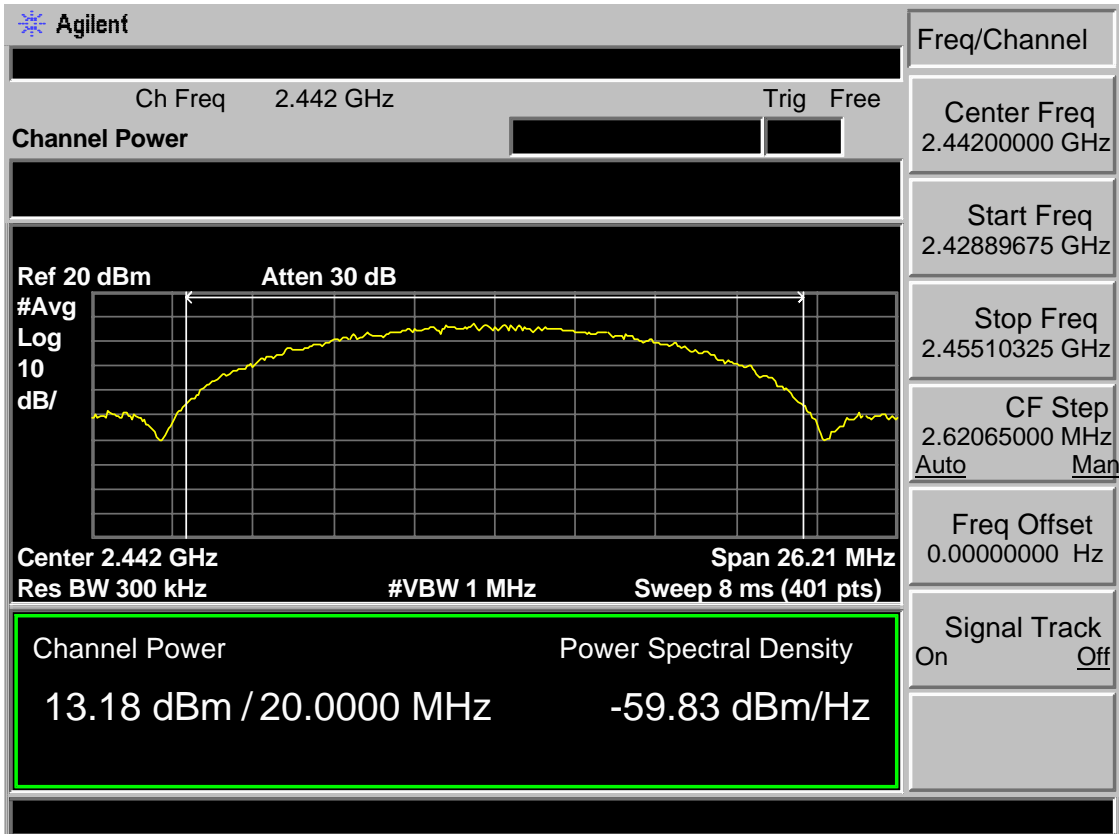 Agilent
Freq/Channel
Ch Freq 2.442 GHz Trig Free
Channel Power
Center Freq
2.44200000 GHz
Start Freq
2.42889675 GHz
Stop Freq
2.45510325 GHz
CF Step
2.62065000 MHz
Auto Man
Freq Offset
0.00000000 Hz
Signal Track
On Off
Ref 20 dBm Atten 30 dB
#Avg
Log
10
dB/
Center 2.442 GHz Span 26.21 MHz
Res BW 300 kHz #VBW 1 MHz Sweep 8 ms (401 pts)
Channel Power Power Spectral Density
13.18 dBm / 20.0000 MHz -59.83 dBm/Hz